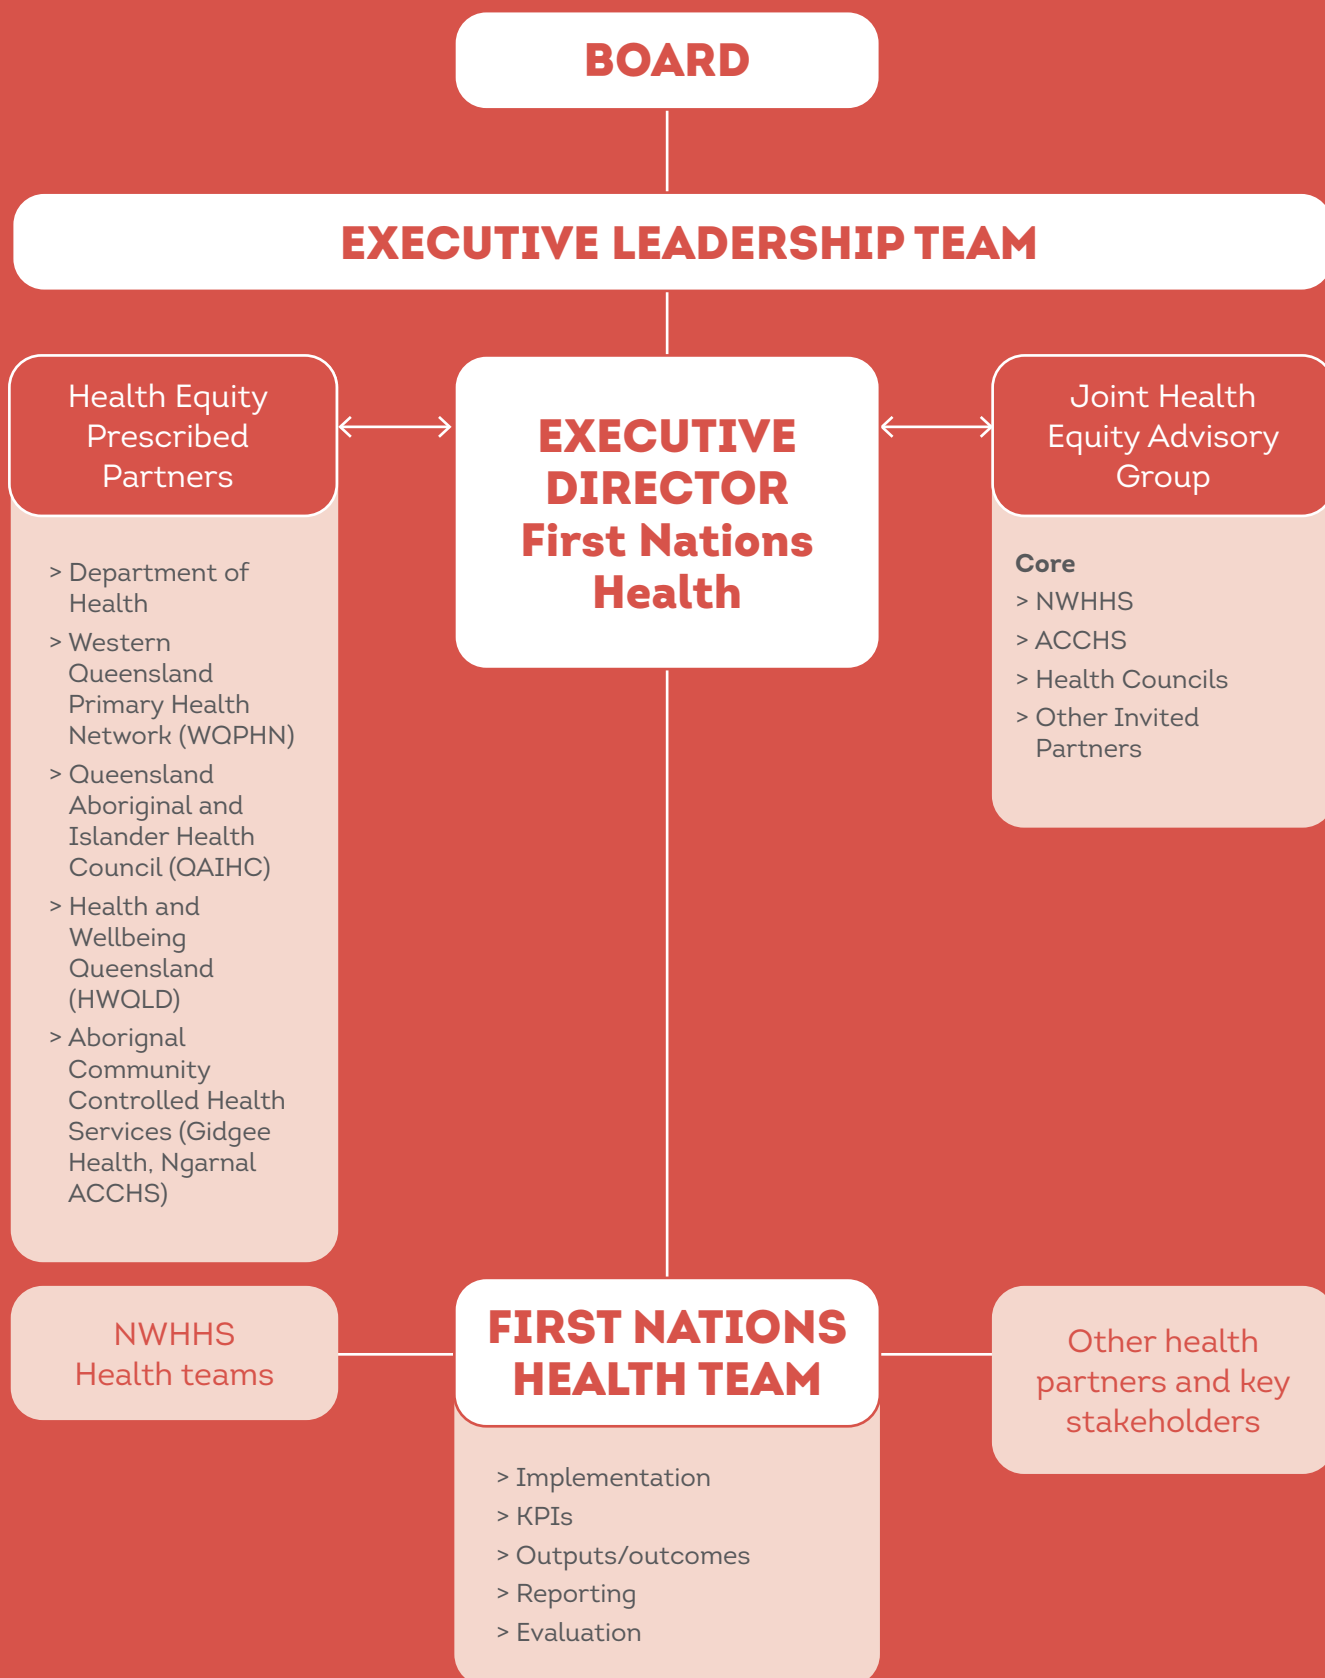 BOARD
EXECUTIVE LEADERSHIP TEAM
Health Equity
Prescribed
Partners
> Department of
Health
> Western
Queensland
Primary Health
Network (WQPHN)
> Queensland
Aboriginal and
Islander Health
Council (QAIHC)
> Health and
Wellbeing
Queensland
(HWQLD)
> Aborignal
Community
Controlled Health
Services (Gidgee
Health, Ngarnal
ACCHS)
EXECUTIVE
DIRECTOR
First Nations
Health
Joint Health
Equity Advisory
Group
Core
> NWHHS
> ACCHS
> Health Councils
> Other Invited
Partners
NWHHS
Health teams
FIRST NATIONS
HEALTH TEAM
> Implementation
> KPIs
> Outputs/outcomes
> Reporting
> Evaluation
Other health
partners and key
stakeholders